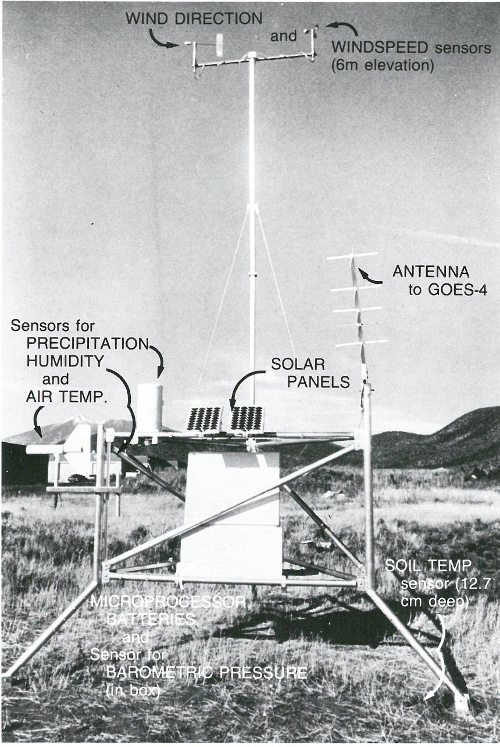 WIND DIRECTION
and
WINDSPEED sensors
(6m elevation)
ANTENNA
to GOES-4
Sensors for
PRECIPITATION
HUMIDITY
and
AIR TEMP.
SOLAR
PANELS
SOIL TEMP
sensor (12.7
cm deep)
MICROPROCESSOR,
BATTERIES
and
Sensor for
BAROMETRIC PRESSURE
(in box)